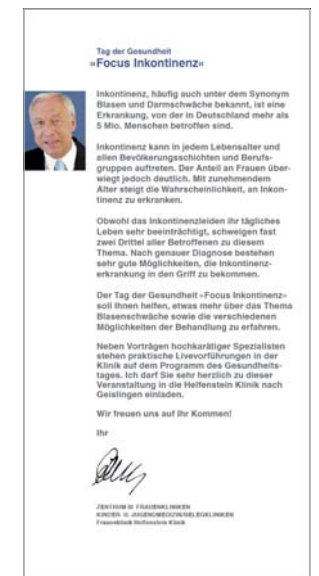 Tag der Gesundheit
»Focus Inkontinenz«
Inkontinenz, häufig auch unter dem Synonym
Blasen und Darmschwäche bekannt, ist eine
Erkrankung, von der in Deutschland mehr als
5 Mio. Menschen betroffen sind.
Inkontinenz kann in jedem Lebensalter und
allen Bevölkerungsschichten und Berufs-
gruppen auftreten. Der Anteil an Frauen über-
wiegt jedoch deutlich. Mit zunehmendem
Alter steigt die Wahrscheinlichkeit, an Inkon-
tinenz zu erkranken.
Obwohl das Inkontinenzleiden ihr tägliches
Leben sehr beeinträchtigt, schweigen fast
zwei Drittel aller Betroffenen zu diesem
Thema. Nach genauer Diagnose bestehen
sehr gute Möglichkeiten, die Inkontinenz-
erkrankung in den Griff zu bekommen.
Der Tag der Gesundheit »Focus Inkontinenz«
soll Ihnen helfen, etwas mehr über das Thema
Blasenschwäche sowie die verschiedenen
Möglichkeiten der Behandlung zu erfahren.
Neben Vorträgen hochkarätiger Spezialisten
stehen praktische Livevorführungen in der
Klinik auf dem Programm des Gesundheits-
tages. Ich darf Sie sehr herzlich zu dieser
Veranstaltung in die Helfenstein Klinik nach
Geislingen einladen.
Wir freuen uns auf Ihr Kommen!
Ihr
ZENTRUM III FRAUENKLINIKEN
KINDER- U. JUGENDMEDIZIN/BELEGKLINIKEN
Frauenklinik Helfenstein Klinik